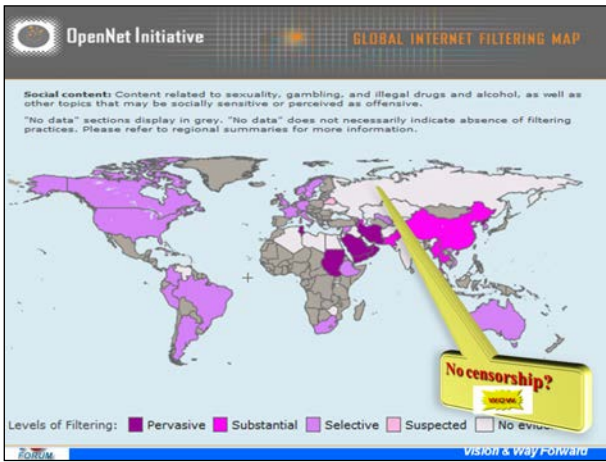 OpenNet Initiative
GLOBAL INTERNET FILTERING MAP
Social content: Content related to sexuality, gambling, and illegal drugs and alcohol, as well as
other topics that may be socially sensitive or perceived as offensive.
"No data" sections display in grey. "No data" does not necessarily indicate absence of filtering
practices. Please refer to regional summaries for more information.
No censorship?
Levels of Filtering: Pervasive Substantial Selective Suspected No evid
FORUM
Vision & Way Forward